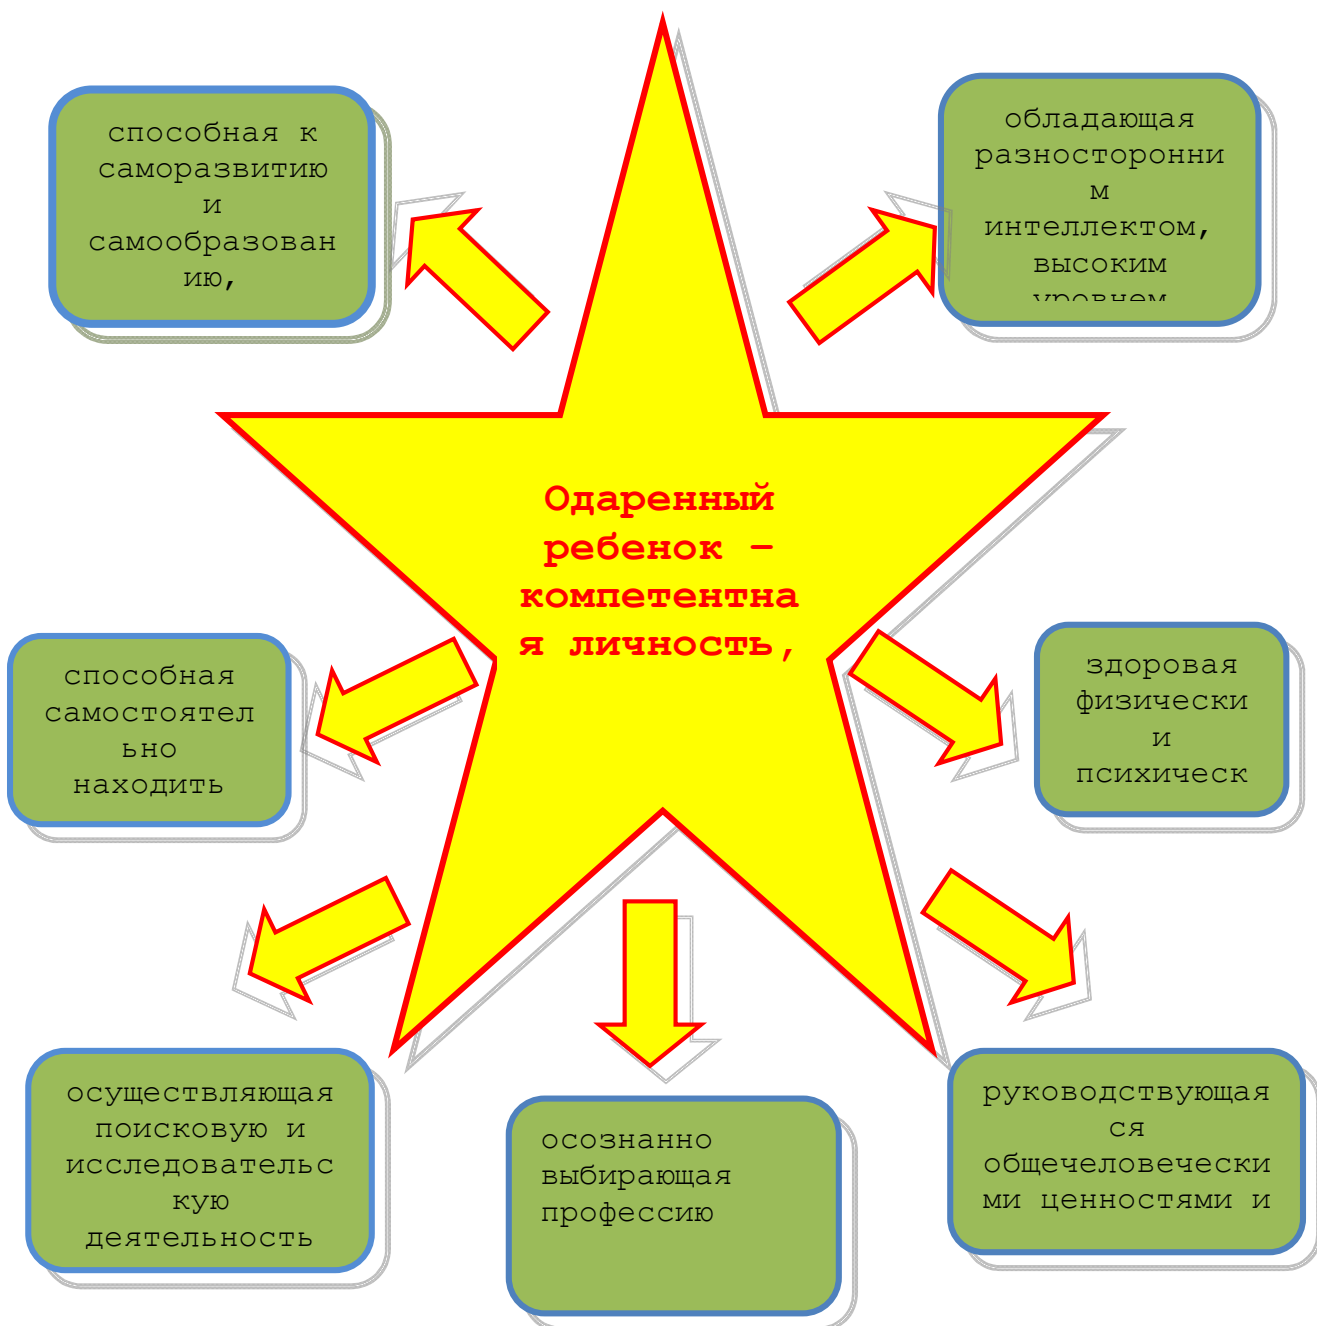 способная к
саморазвитию
и
самообразован
ию,
обладающая
разносторонни
м
интеллектом,
высоким
уровнем
Одаренный
ребенок –
компетентна
я личность,
способная
самостоятел
ьно
находить
здоровая
физически
и
психическ
осуществляющая
поисковую и
исследовательс
кую
деятельность
осознанно
выбирающая
профессию
руководствующая
ся
общечеловечески
ми ценностями и